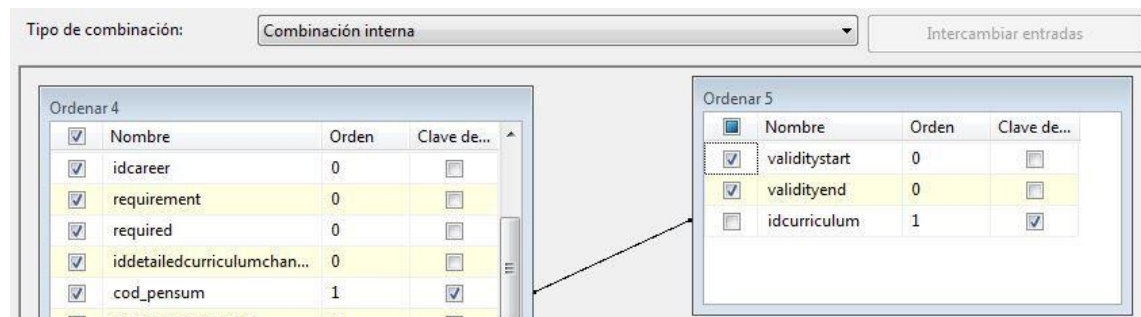 Tipo de combinación: Combinación interna Intercambiar entradas
Ordenar 4
Nombre Orden Clave de...
idcareer 0
requirement 0
required 0
iddetailedcurriculumchan... 0
cod_pensum 1
Ordenar 5
Nombre Orden Clave de...
validitystart 0
validityend 0
idcurriculum 1